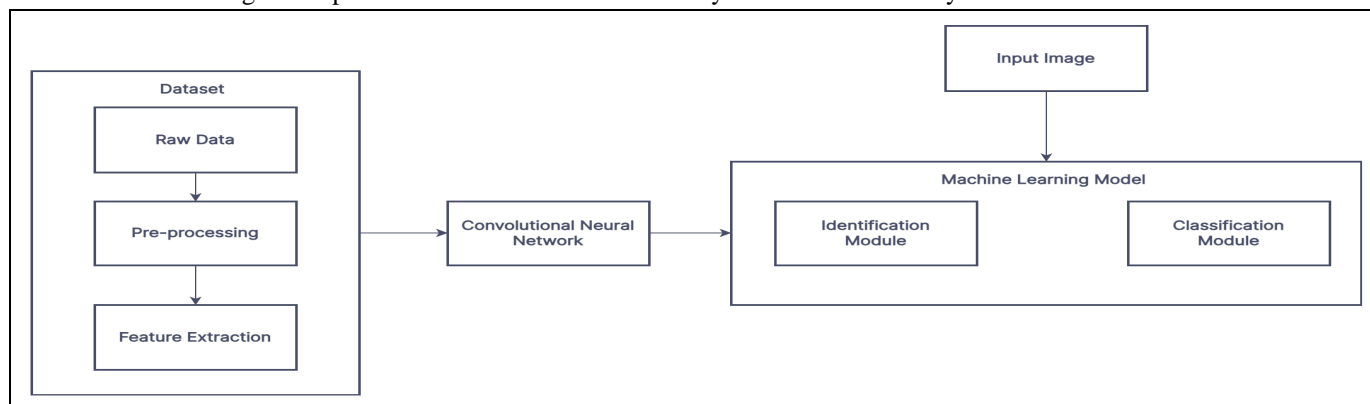 Input Image
Dataset
Raw Data
Pre-processing
Feature Extraction
Convolutional Neural
Network
Machine Learning Model
Identification
Module
Classification
Module